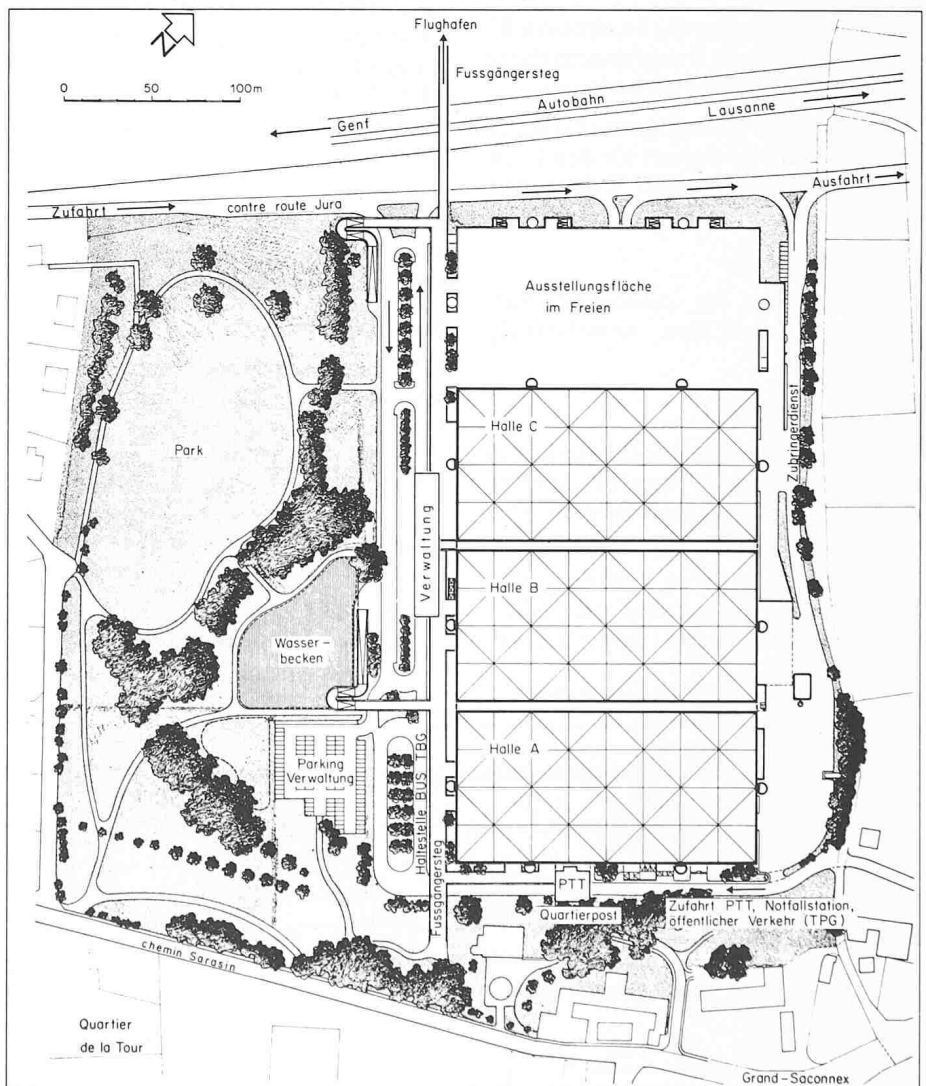 Flughafen
N
Fussgängersteg
0 50 100m
Autobahn
Genf
Lausanne
Zufahrt
contre route Jura
Ausfahrt
Ausstellungsfläche
im Freien
Zubringerdienst
Halle C
Park
Verwaltung
Halle B
Wasser-
becken
Halle A
Parking
Verwaltung
Haltestelle BUS TBG
Fussgängersteg
PTT
Quartierpost
Zufahrt PTT, Notfallstation,
öffentlicher Verkehr (TPG)
chemin Sarasin
Quartier
de la Tour
Grand-Saconnex